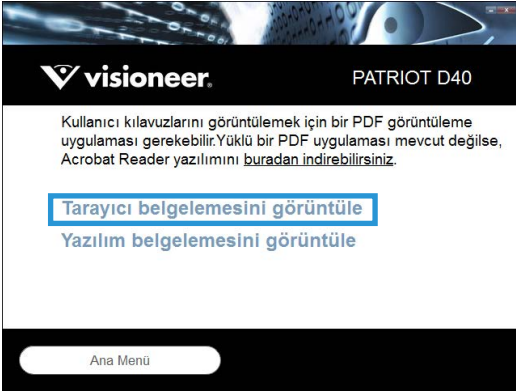 visioneer.
PATRIOT D40
Kullanıcı kılavuzlarını görüntülemek için bir PDF görüntüleme
uygulaması gerekebilir.Yüklü bir PDF uygulaması mevcut değilse,
Acrobat Reader yazılımını buradan indirebilirsiniz.
Tarayıcı belgelemesini görüntüle
Yazılım belgelemesini görüntüle
Ana Menü